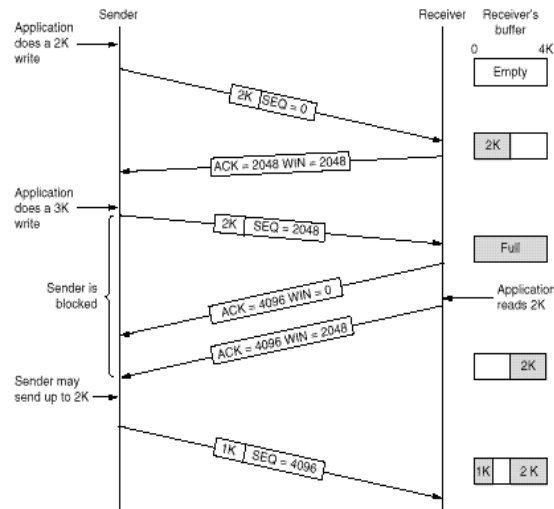 Sender
Receiver
Receiver's
buffer
Application
does a 2K
write
0 4K
Empty
2K SEQ = 0
2K
ACK = 2048 WIN = 2048
Application
does a 3K
write
2K SEQ = 2048
Full
Sender is
blocked
Application
reads 2K
ACK = 4096 WIN = 0
ACK = 4096 WIN = 2048
2K
Sender may
send up to 2K
1K SEQ = 4096
1K 2 K